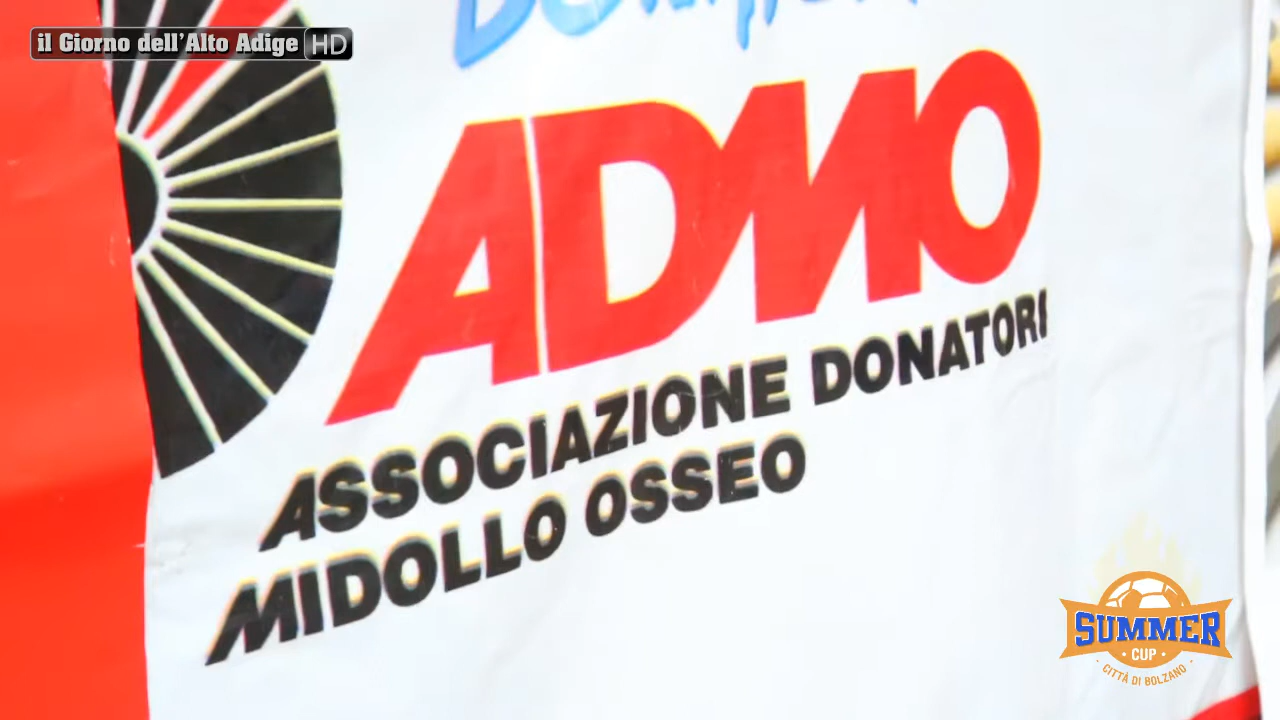 il Giorno dell'Alto Adige HD
ADMO
ASSOCIAZIONE DONATORI
MIDOLLO OSSEO
SUMMER
CUP
CITTÀ DI BOLZANO